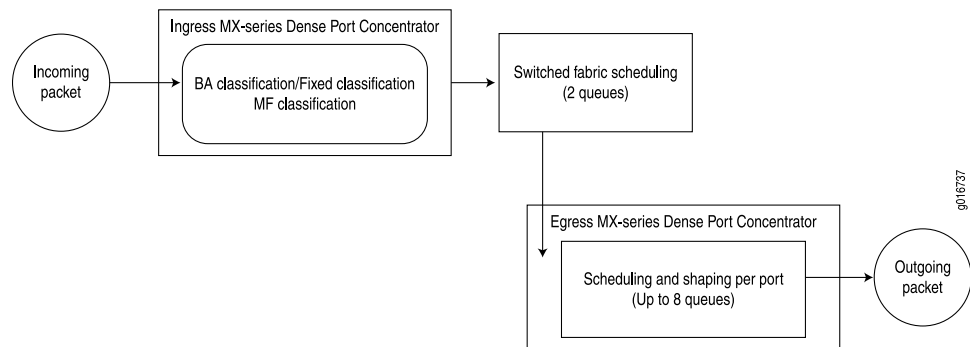 Ingress MX-series Dense Port Concentrator
Incoming
packet
BA classification/Fixed classification
MF classification
Switched fabric scheduling
(2 queues)
g016737
Egress MX-series Dense Port Concentrator
Scheduling and shaping per port
(Up to 8 queues)
Outgoing
packet